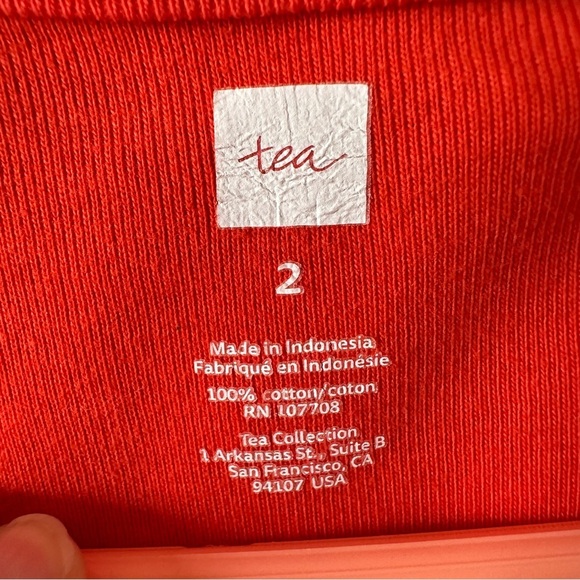 tea
2
Made in Indonesia
Fabriqué en Indonésie
100% cotton/coton
RN 107708
Tea Collection
1 Arkansas St., Suite B
San Francisco, CA
94107 USA